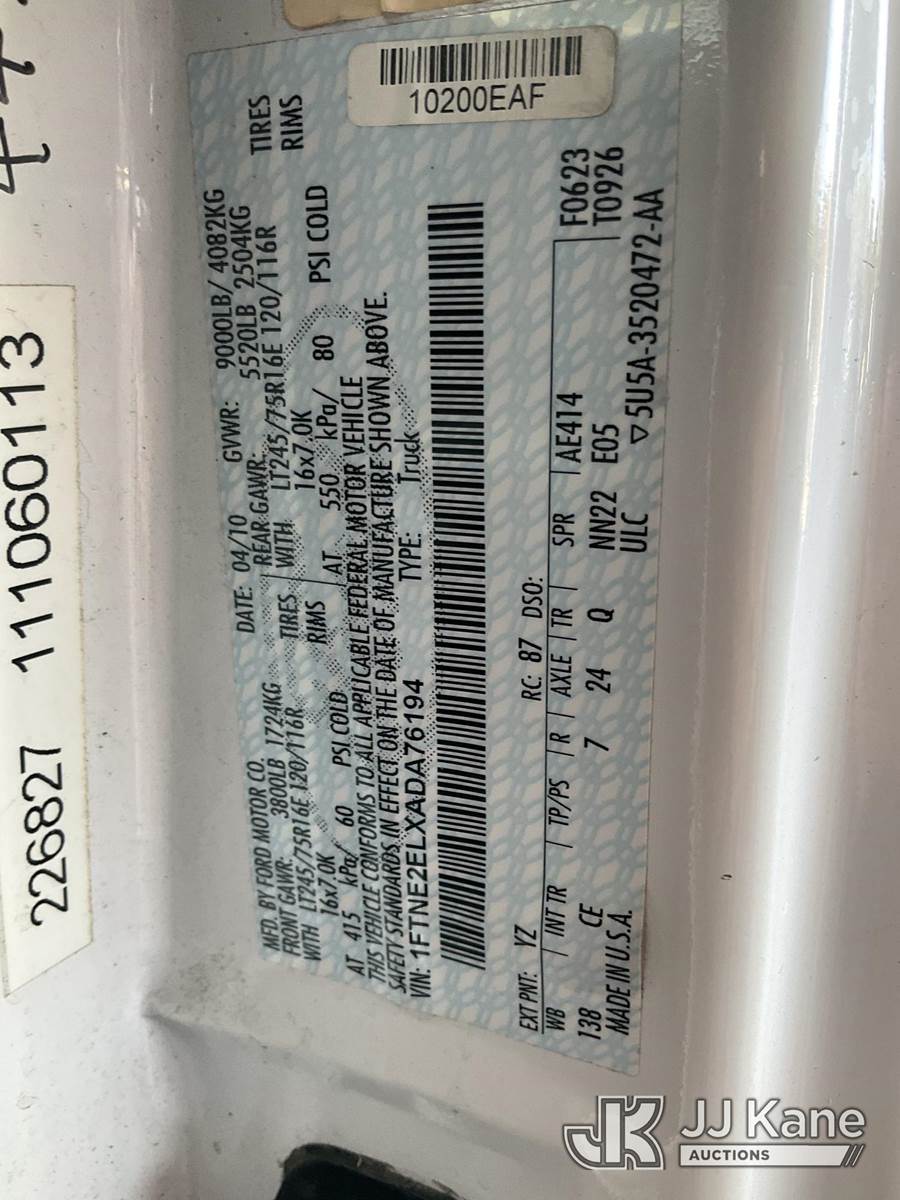 226827 111060113
MFD. BY FORD MOTOR CO.
DATE: 04/10 GVWR: 9000LB/ 4082KG
FRONT GAWR: 3800LB 1724KG
REAR GAWR: 5520LB 2504KG
WITH LT245/75R16E 120/116R TIRES
WITH LT245/75R16E 120/116R TIRES
16x7.0K RIMS
16x7.0K RIMS
AT 415 kPa/ 60 PSI COLD
AT 550 kPa/ 80 PSI COLD
THIS VEHICLE CONFORMS TO ALL APPLICABLE FEDERAL MOTOR VEHICLE
SAFETY STANDARDS IN EFFECT ON THE DATE OF MANUFACTURE SHOWN ABOVE.
VIN: 1FTNE2ELXADA76194 TYPE: Truck
EXT PNT: YZ RC: 87 DSO: F0623
WB INT TR TP/PS R AXLE TR SPR AE414 T0926
138 CE 7 24 Q NN22 E05
MADE IN U.S.A. ULC ▽5U5A-3520472-AA
10200EAF
JK JJ Kane
AUCTIONS